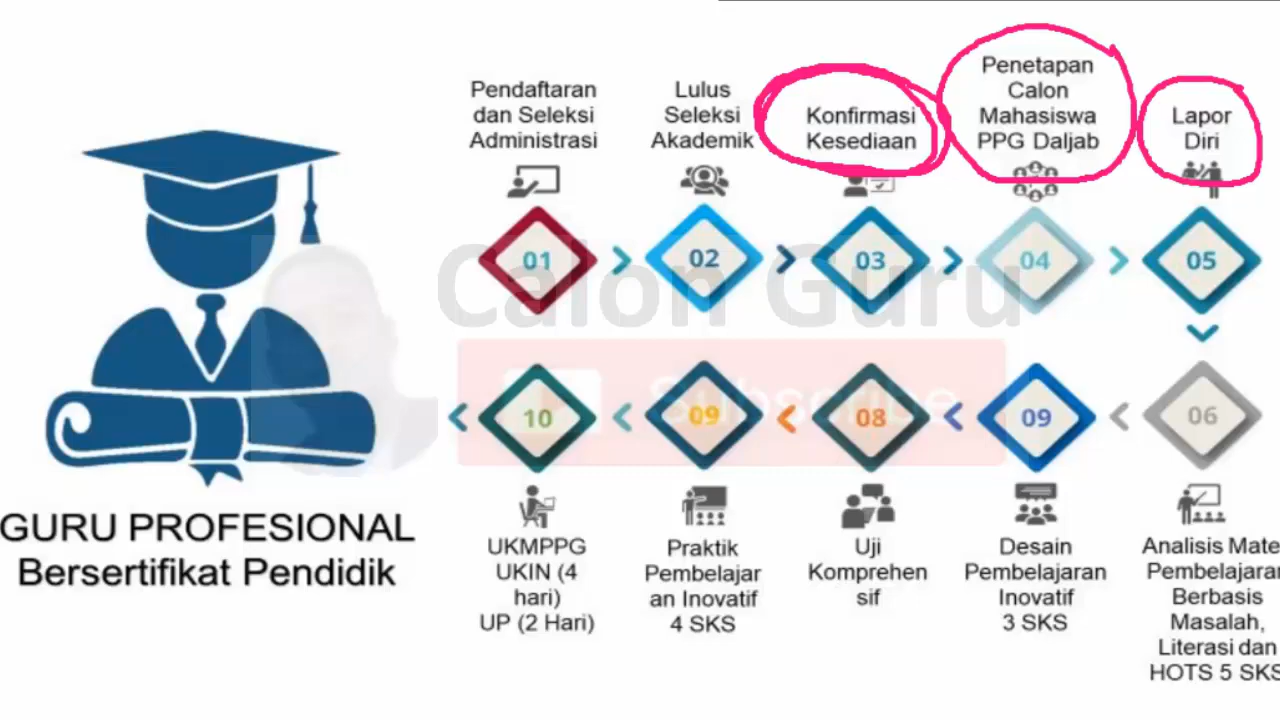 Pendaftaran
dan Seleksi
Administrasi
Lulus
Seleksi
Akademik
Konfirmasi
Kesediaan
Penetapan
Calon
Mahasiswa
PPG Daljab
Lapor
Diri
01
02
03
04
05
Calon Guru
Subscribe
10
09
08
09
06
GURU PROFESIONAL
Bersertifikat Pendidik
UKMPPG
UKIN (4
hari)
UP (2 Hari)
Praktik
Pembelajar
an Inovatif
4 SKS
Uji
Komprehen
sif
Desain
Pembelajaran
Inovatif
3 SKS
Analisis Mate
Pembelajaran
Berbasis
Masalah,
Literasi dan
HOTS 5 SKS